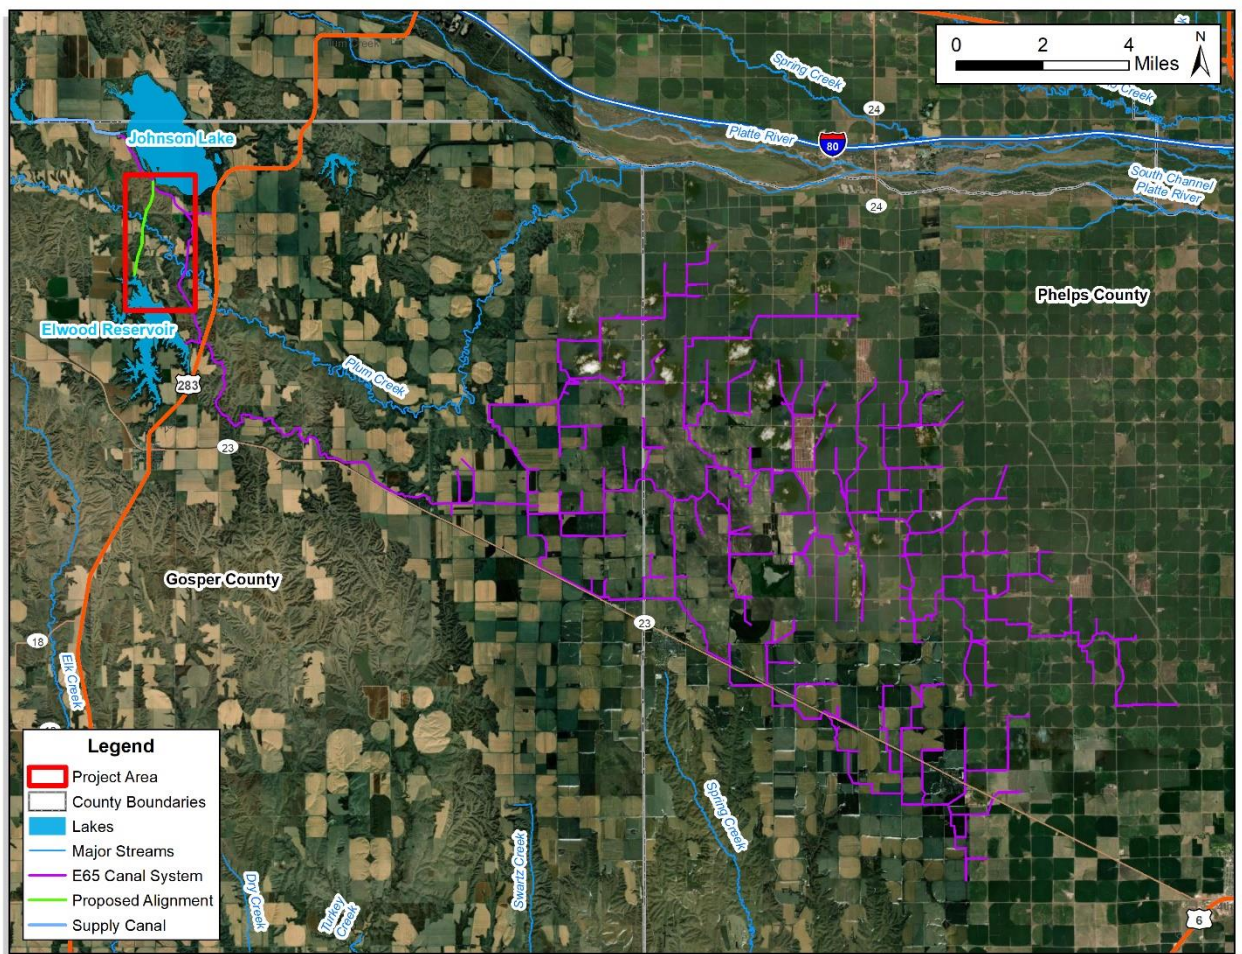 0 2 4
Miles
N
Spring Creek
Creek
24
Plum Creek
Johnson Lake
Platte River
80
South Channel
Platte River
24
Phelps County
Elwood Reservoir
283
Plum Creek
23
Gosper County
23
18
Elk Creek
Spring Creek
Swartz Creek
Dry Creek
Turkey
Creek
6
Legend
Project Area
County Boundaries
Lakes
Major Streams
E65 Canal System
Proposed Alignment
Supply Canal